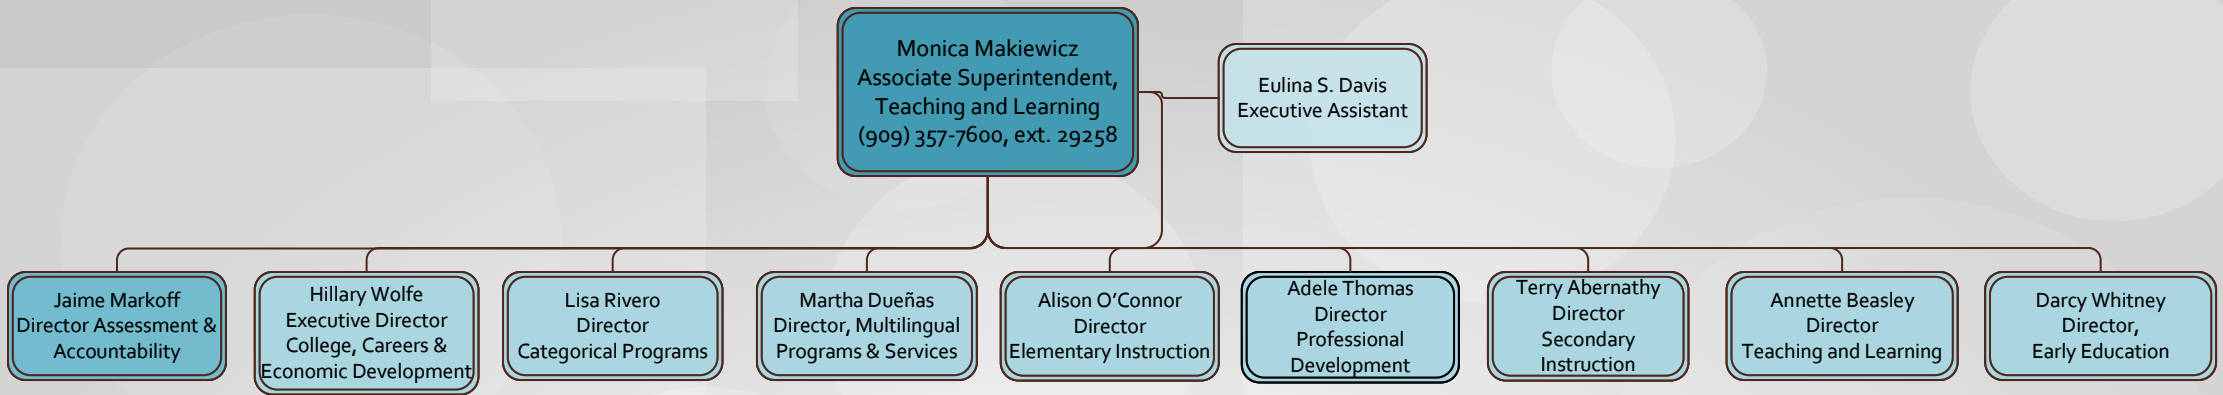 Monica Makiewicz
Associate Superintendent,
Teaching and Learning
(909) 357-7600, ext. 29258
Eulina S. Davis
Executive Assistant
Jaime Markoff
Director Assessment &
Accountability
Hillary Wolfe
Executive Director
College, Careers &
Economic Development
Lisa Rivero
Director
Categorical Programs
Martha Dueñas
Director, Multilingual
Programs & Services
Alison O’Connor
Director
Elementary Instruction
Adele Thomas
Director
Professional
Development
Terry Abernathy
Director
Secondary
Instruction
Annette Beasley
Director
Teaching and Learning
Darcy Whitney
Director,
Early Education